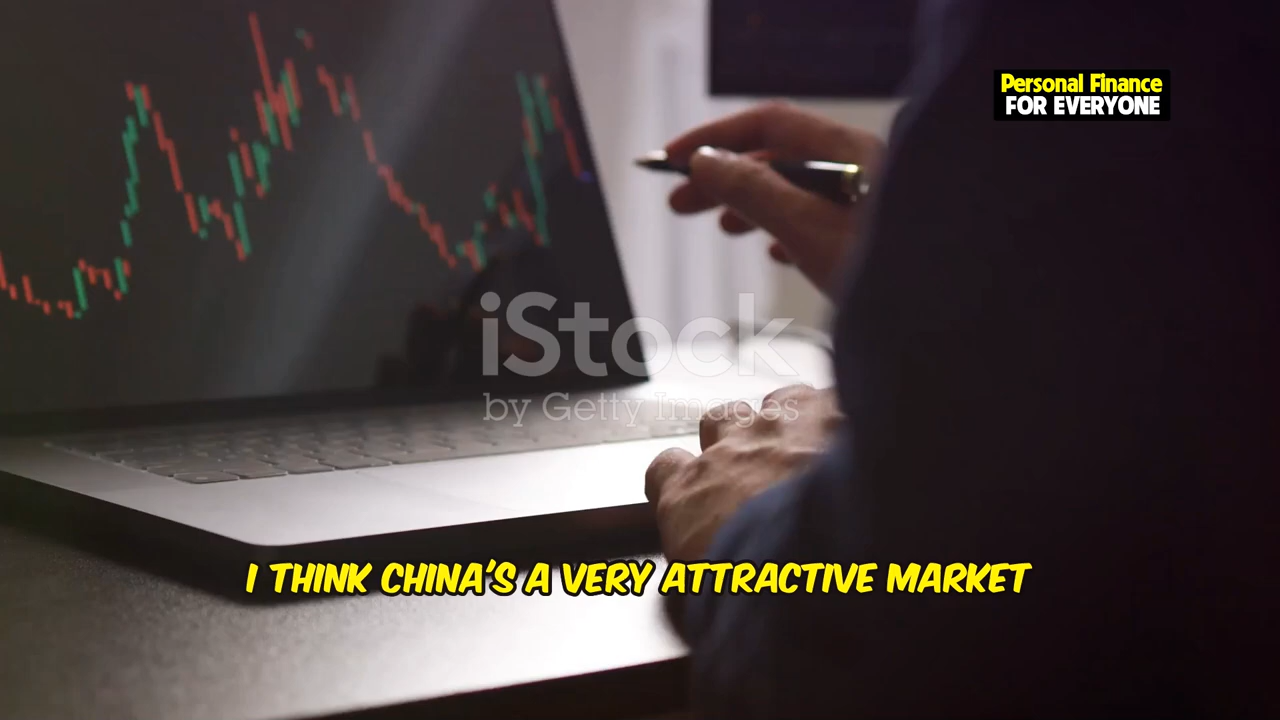 Personal Finance
FOR EVERYONE
iStock
by Getty Images
I THINK CHINA'S A VERY ATTRACTIVE MARKET